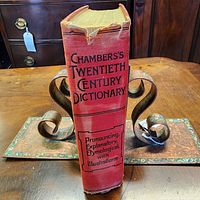 CHAMBERS'S
TWENTIETH
CENTURY
DICTIONARY
Pronouncing,
Explanatory,
Etymological,
with
Illustrations